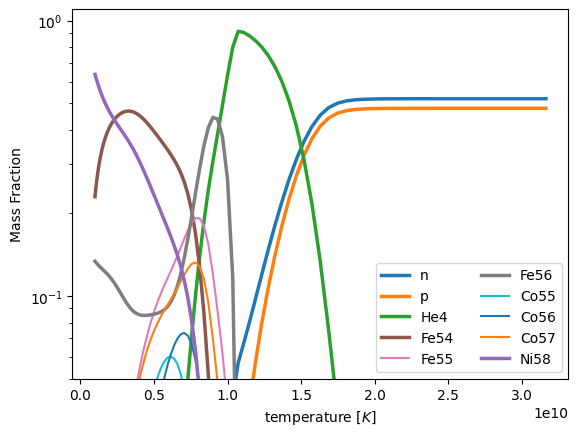 10⁰
10⁻¹
Mass Fraction
n
p
He4
Fe54
Fe55
Fe56
Co55
Co56
Co57
Ni58
0.0 0.5 1.0 1.5 2.0 2.5 3.0
1e10
temperature [K]